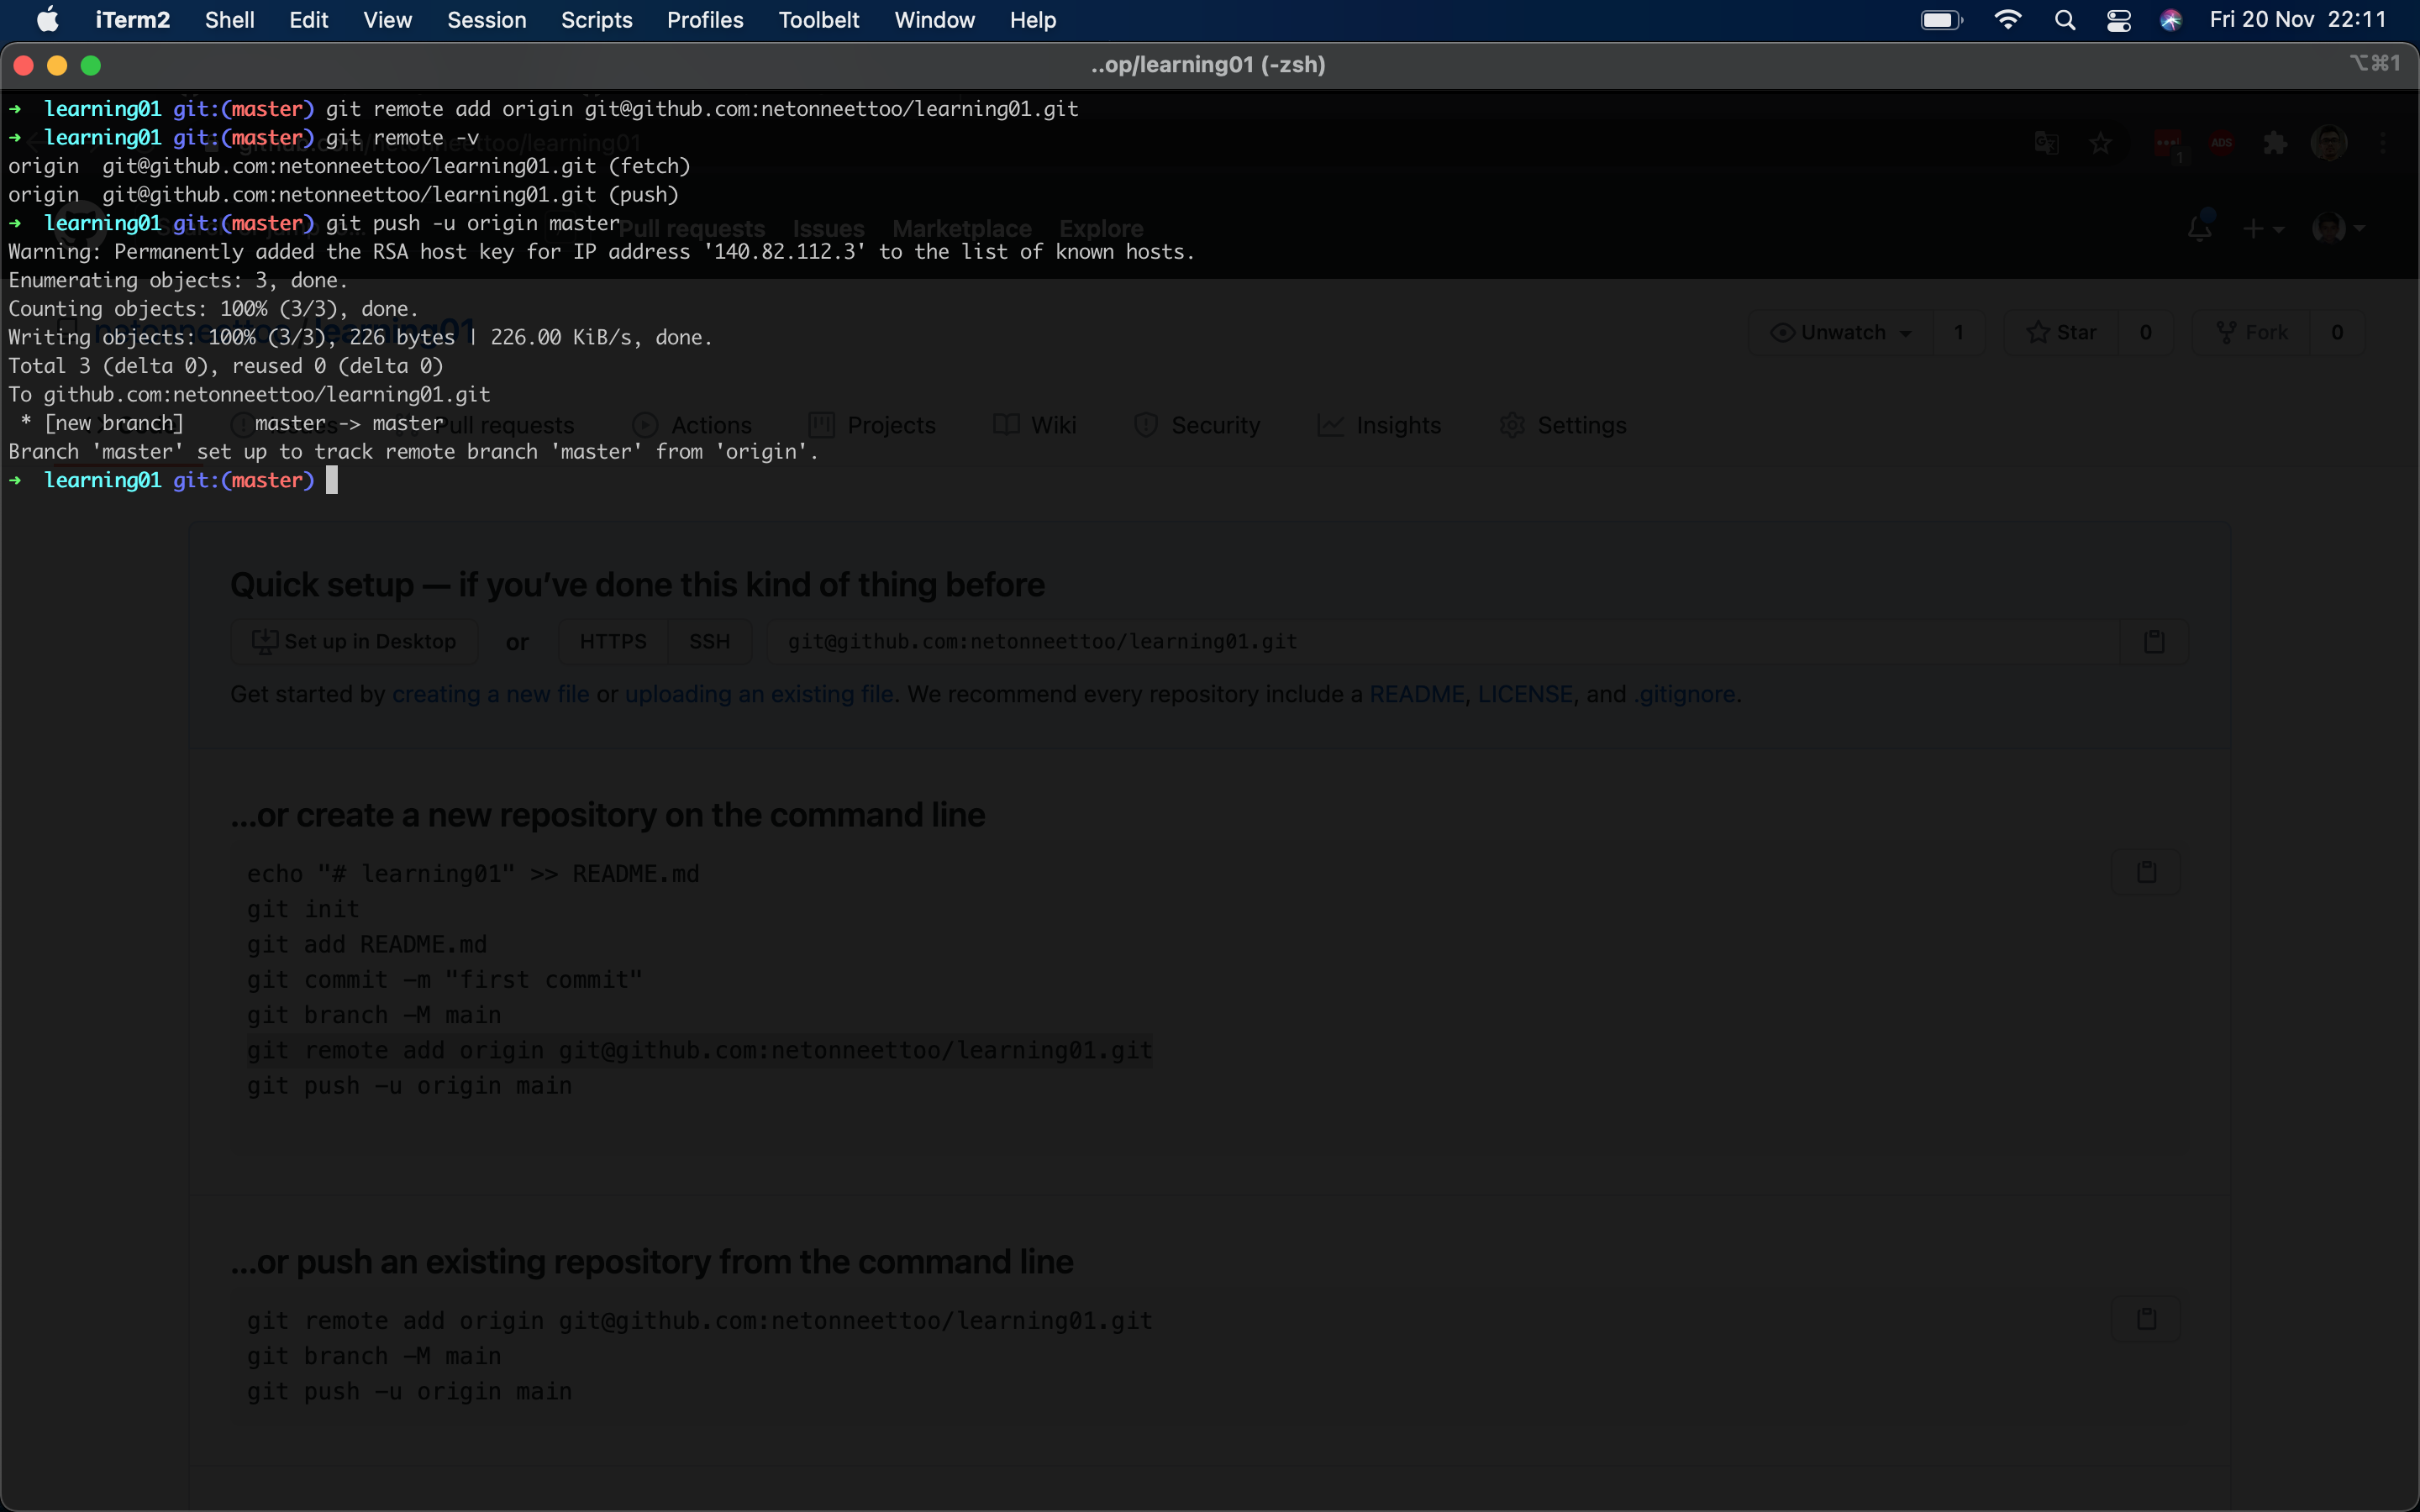 iTerm2 Shell Edit View Session Scripts Profiles Toolbelt Window Help Fri 20 Nov 22:11
..op/learning01 (-zsh) ⌥⌘1
➜ learning01 git:(master) git remote add origin git@github.com:netonneettoo/learning01.git
➜ learning01 git:(master) git remote -v
github.com/netonneettoo/learning01
ADS
1
origin git@github.com:netonneettoo/learning01.git (fetch)
origin git@github.com:netonneettoo/learning01.git (push)
➜ learning01 git:(master) git push -u origin master
Pull requests Issues Marketplace Explore
Warning: Permanently added the RSA host key for IP address '140.82.112.3' to the list of known hosts.
Enumerating objects: 3, done.
Counting objects: 100% (3/3), done.
netonneettoo/learning01
Unwatch 1 Star 0 Fork 0
Writing objects: 100% (3/3), 226 bytes | 226.00 KiB/s, done.
Total 3 (delta 0), reused 0 (delta 0)
To github.com:netonneettoo/learning01.git
* [new branch] master -> master
Pull requests Actions Projects Wiki Security Insights Settings
Branch 'master' set up to track remote branch 'master' from 'origin'.
➜ learning01 git:(master)
Quick setup — if you've done this kind of thing before
Set up in Desktop or HTTPS SSH git@github.com:netonneettoo/learning01.git
Get started by creating a new file or uploading an existing file. We recommend every repository include a README, LICENSE, and .gitignore.
…or create a new repository on the command line
echo "# learning01" >> README.md
git init
git add README.md
git commit -m "first commit"
git branch -M main
git remote add origin git@github.com:netonneettoo/learning01.git
git push -u origin main
…or push an existing repository from the command line
git remote add origin git@github.com:netonneettoo/learning01.git
git branch -M main
git push -u origin main